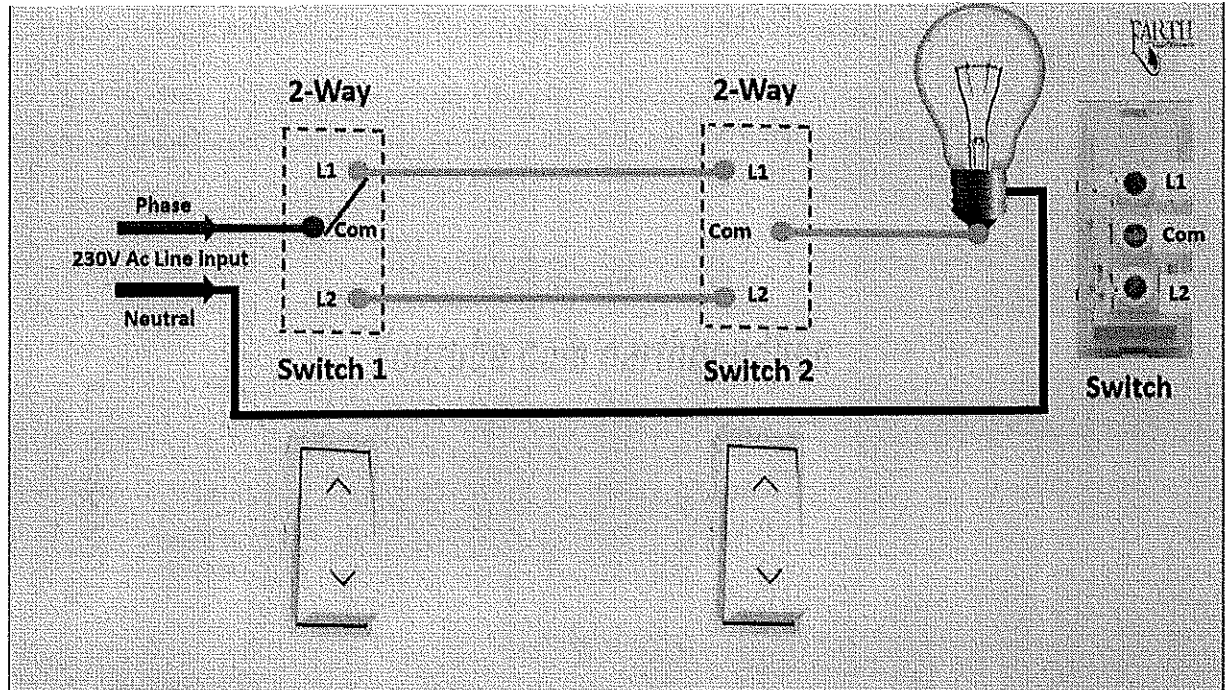 EARTH
2-Way
2-Way
L1
L1
L1
Phase
Com
Com
Com
230V Ac Line Input
L2
L2
L2
Neutral
Switch 1
Switch 2
Switch